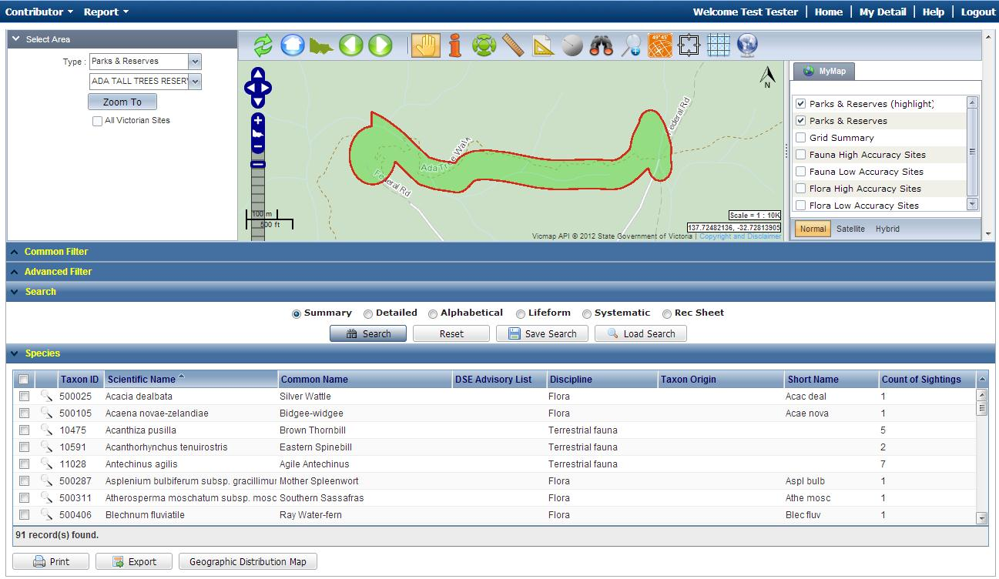 Contributor Report Welcome Test Tester Home My Detail Help Logout
Select Area
Type : Parks & Reserves
ADA TALL TREES RESER
Zoom To
All Victorian Sites
49°45'
N
Federal Rd
Ada Tree Walk
Federal Rd
100 m
500 ft
Scale = 1 : 10K
137.72482136, -32.72813905
Vicmap API © 2012 State Government of Victoria | Copyright and Disclaimer
MyMap
Parks & Reserves (highlight)
Parks & Reserves
Grid Summary
Fauna High Accuracy Sites
Fauna Low Accuracy Sites
Flora High Accuracy Sites
Flora Low Accuracy Sites
Normal Satellite Hybrid
Common Filter
Advanced Filter
Search
Summary Detailed Alphabetical Lifeform Systematic Rec Sheet
Search Reset Save Search Load Search
Species
Taxon ID Scientific Name Common Name DSE Advisory List Discipline Taxon Origin Short Name Count of Sightings
500025 Acacia dealbata Silver Wattle Flora Acac deal 1
500105 Acaena novae-zelandiae Bidgee-widgee Flora Acae nova 1
10475 Acanthiza pusilla Brown Thornbill Terrestrial fauna 5
10591 Acanthorhynchus tenuirostris Eastern Spinebill Terrestrial fauna 2
11028 Antechinus agilis Agile Antechinus Terrestrial fauna 7
500287 Asplenium bulbiferum subsp. gracillimur Mother Spleenwort Flora Aspl bulb 1
500311 Atherosperma moschatum subsp. mosc Southern Sassafras Flora Athe mosc 1
500406 Blechnum fluviatile Ray Water-fern Flora Blec fluv 1
91 record(s) found.
Print Export Geographic Distribution Map